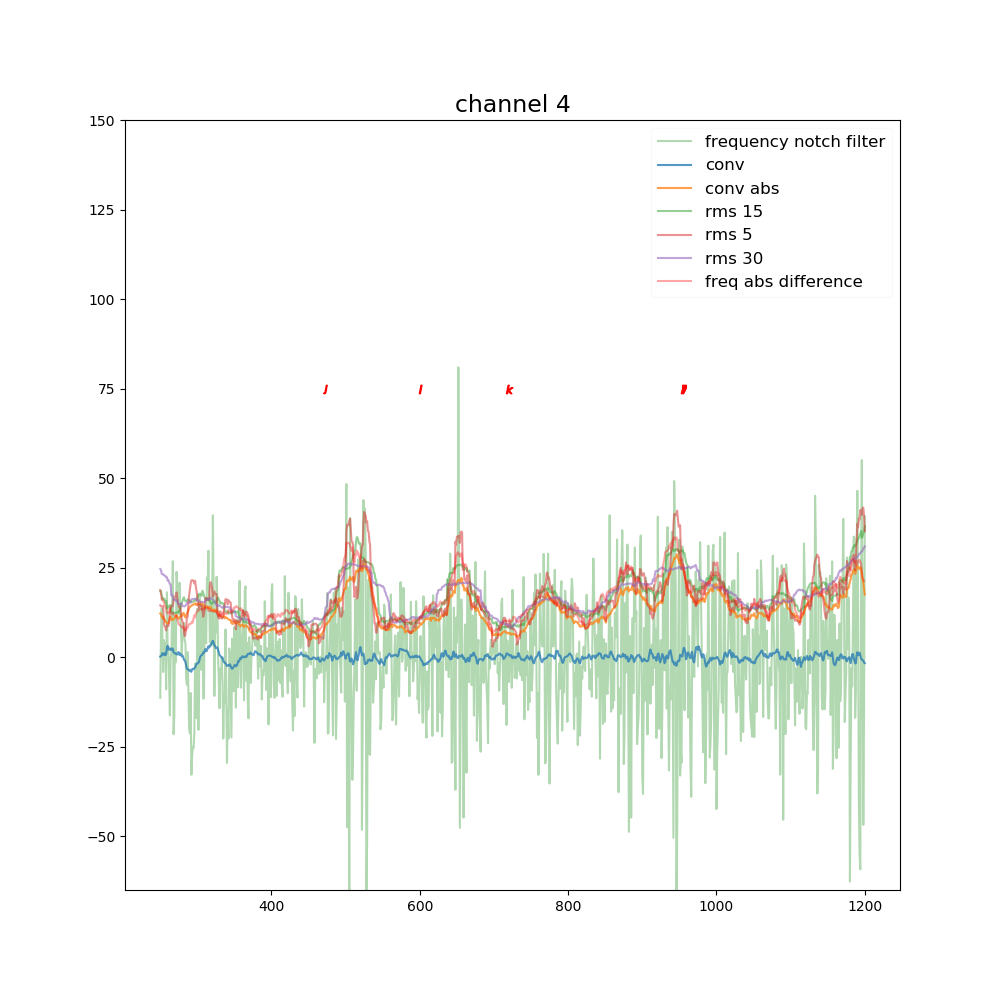 channel 4
150
125
100
75
50
25
0
−25
−50
frequency notch filter
conv
conv abs
rms 15
rms 5
rms 30
freq abs difference
J l k
400 600 800 1000 1200